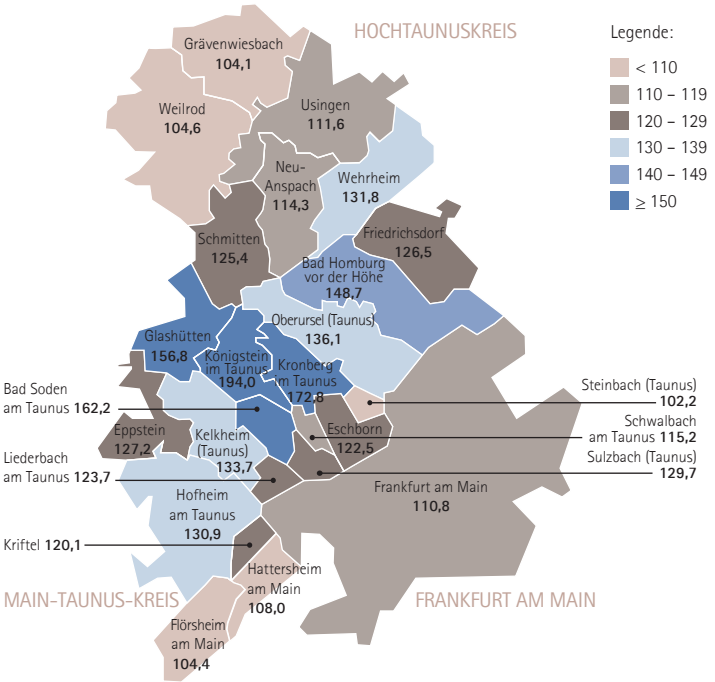 HOCHTAUNUSKREIS
Legende:
< 110
110 – 119
120 – 129
130 – 139
140 – 149
≥ 150
Grävenwiesbach
104,1
Weilrod
104,6
Usingen
111,6
Neu-
Anspach
114,3
Wehrheim
131,8
Schmitten
125,4
Friedrichsdorf
126,5
Bad Homburg
vor der Höhe
148,7
Oberursel (Taunus)
136,1
Glashütten
156,8
Königstein
im Taunus
194,0
Kronberg
im Taunus
172,8
Bad Soden
am Taunus 162,2
Steinbach (Taunus)
102,2
Schwalbach
am Taunus 115,2
Eppstein
127,2
Kelkheim
(Taunus)
133,7
Eschborn
122,5
Sulzbach (Taunus)
129,7
Liederbach
am Taunus 123,7
Hofheim
am Taunus
130,9
Frankfurt am Main
110,8
Kriftel 120,1
Hattersheim
am Main
108,0
MAIN-TAUNUS-KREIS
FRANKFURT AM MAIN
Flörsheim
am Main
104,4